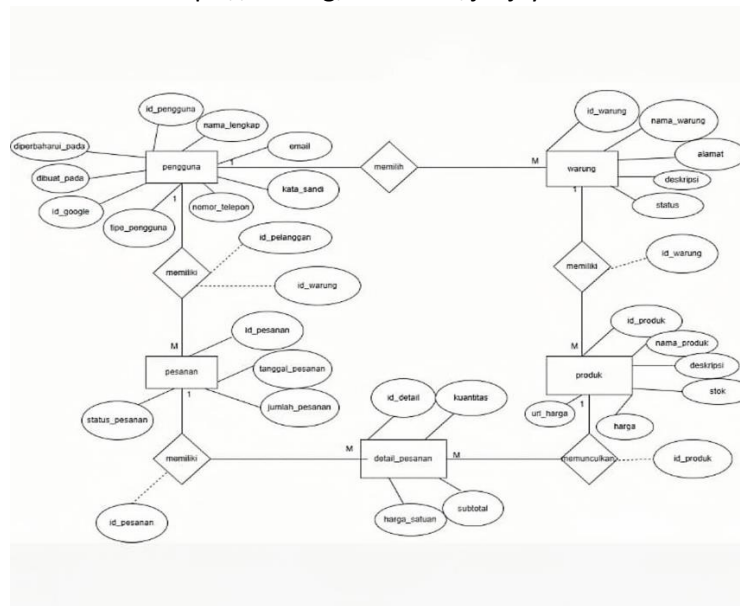 id_pengguna
nama_lengkap
diperbaharui_pada
email
pengguna
1
memilih
M
dibuat_pada
kata_sandi
id_google
nomor_telepon
tipe_pengguna
1
id_warung
nama_warung
alamat
warung
deskripsi
1
status
id_pelanggan
memiliki
id_warung
id_warung
memiliki
M
id_pesanan
pesanan
tanggal_pesanan
1
jumlah_pesanan
status_pesanan
M
id_produk
nama_produk
deskripsi
produk
stok
1
url_harga
harga
id_detail
kuantitas
memiliki
M
detail_pesanan
M
memunculkan
id_produk
id_pesanan
harga_satuan
subtotal